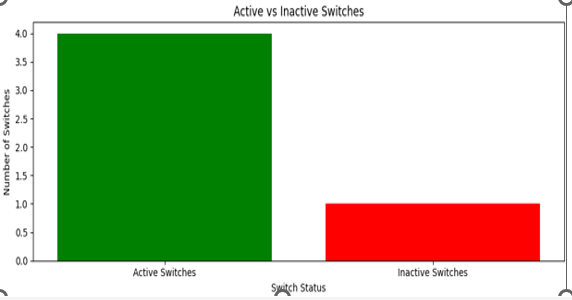 Active vs Inactive Switches
Number of Switches
4.0
3.5
3.0
2.5
2.0
1.5
1.0
0.5
0.0
Active Switches
Inactive Switches
Switch Status